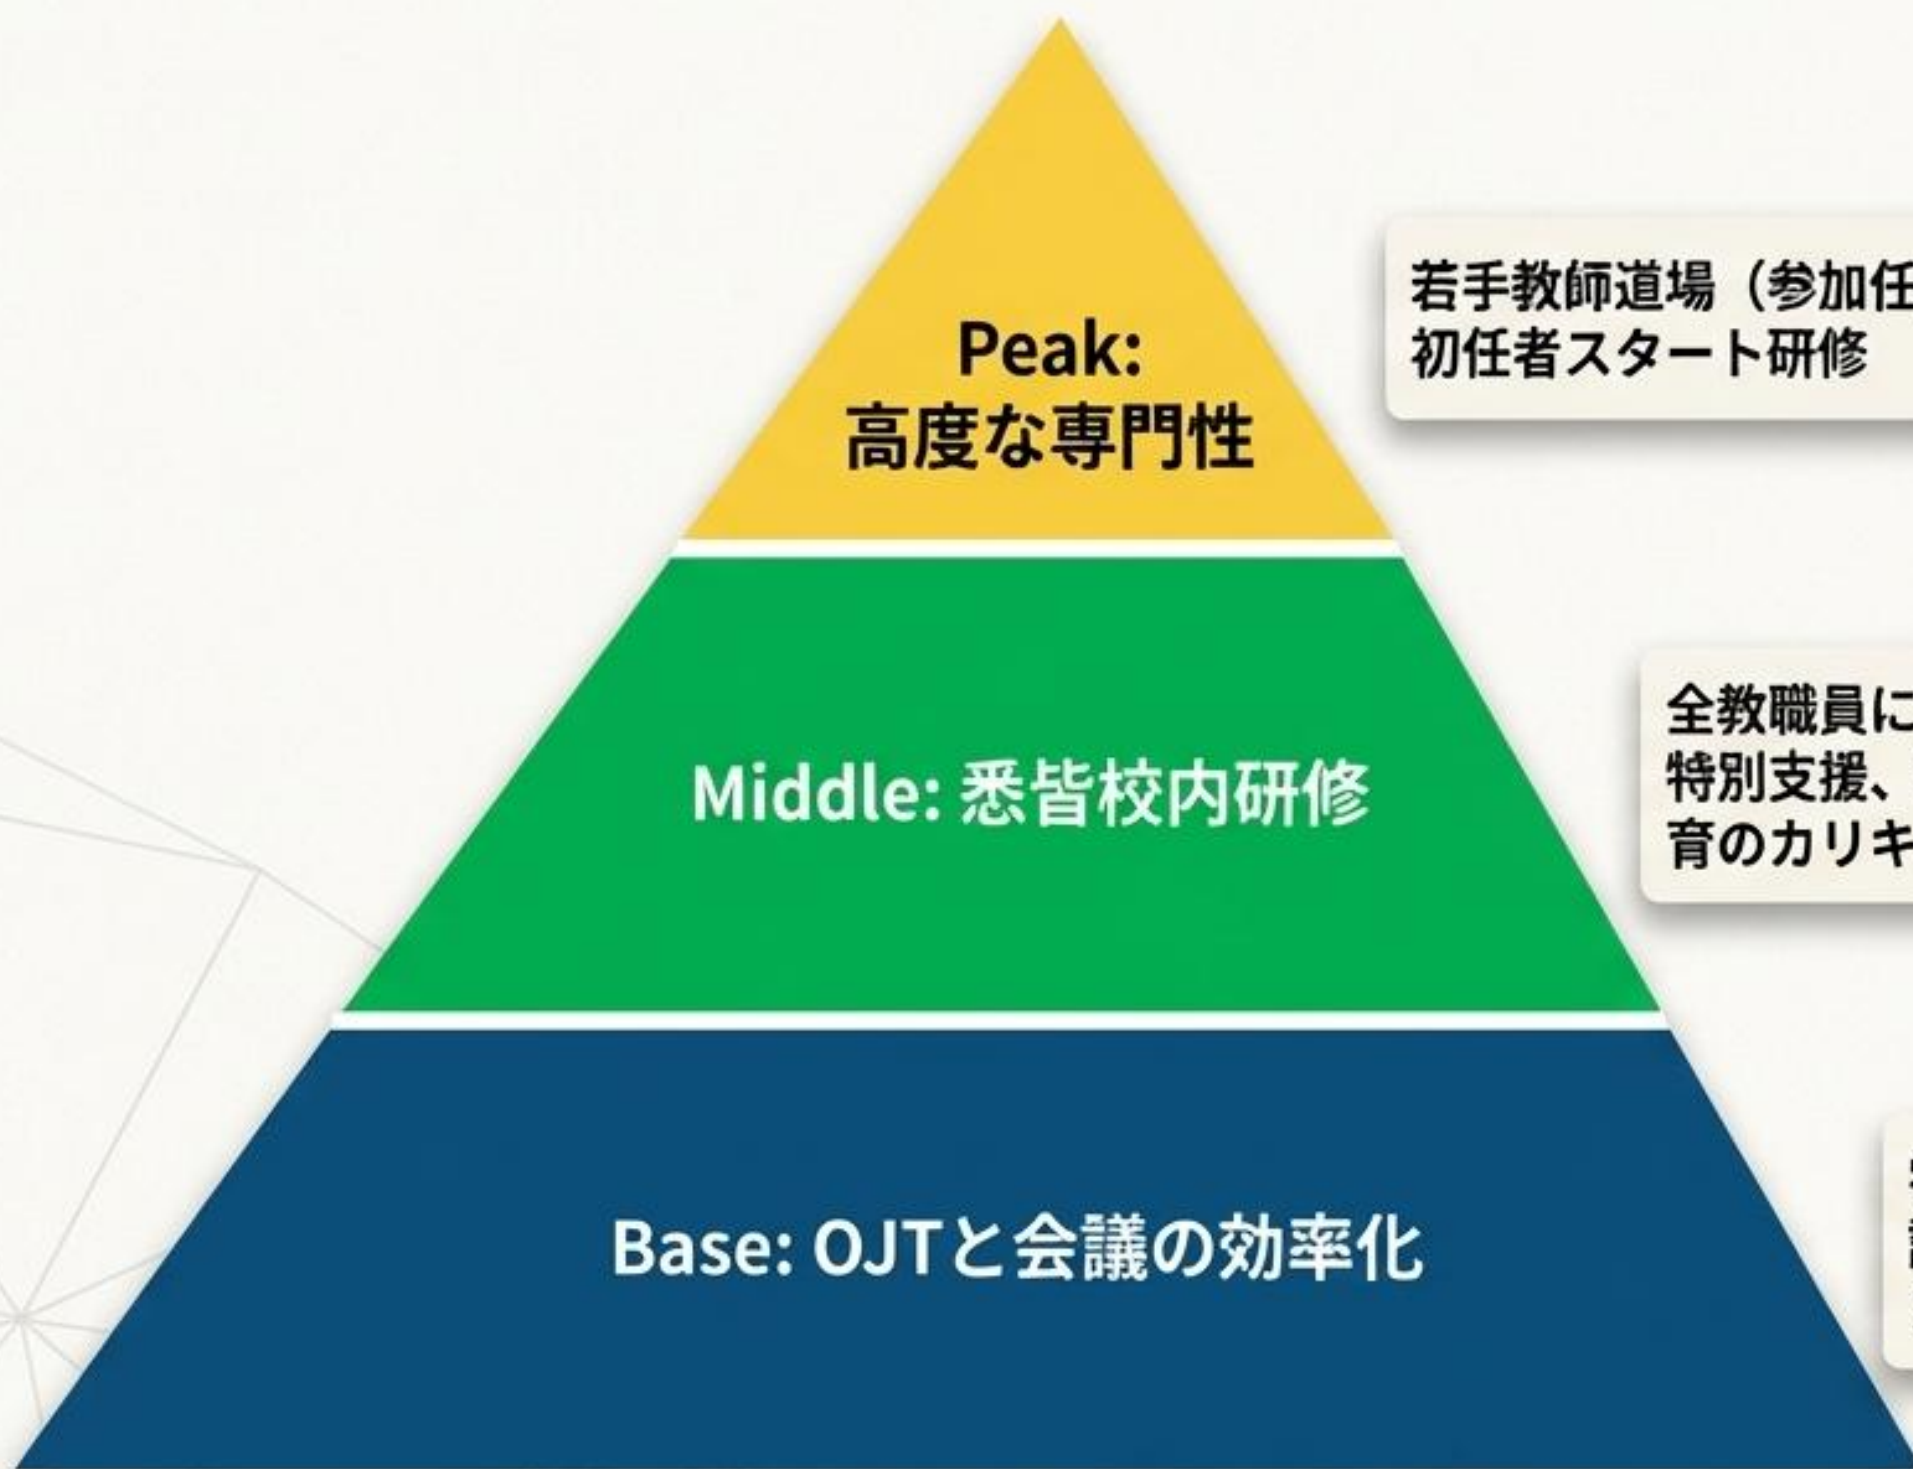 Peak:
高度な専門性
若手教師道場（参加任
初任者スタート研修
Middle: 悉皆校内研修
全教職員に
特別支援、
育のカリキ
Base: OJTと会議の効率化